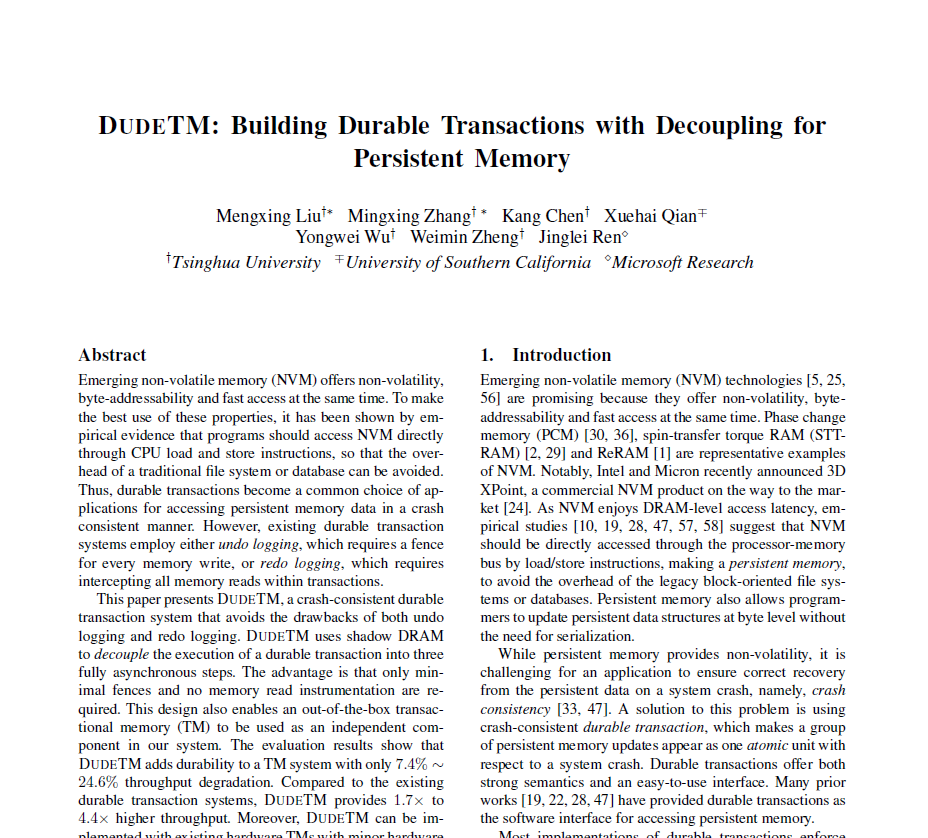 DUDETM: Building Durable Transactions with Decoupling for
Persistent Memory
Mengxing Liu†* Mingxing Zhang† * Kang Chen† Xuehai Qian∓
Yongwei Wu† Weimin Zheng† Jinglei Ren⋄
†Tsinghua University ∓University of Southern California ⋄Microsoft Research
Abstract
Emerging non-volatile memory (NVM) offers non-volatility,
byte-addressability and fast access at the same time. To make
the best use of these properties, it has been shown by em-
pirical evidence that programs should access NVM directly
through CPU load and store instructions, so that the over-
head of a traditional file system or database can be avoided.
Thus, durable transactions become a common choice of ap-
plications for accessing persistent memory data in a crash
consistent manner. However, existing durable transaction
systems employ either undo logging, which requires a fence
for every memory write, or redo logging, which requires
intercepting all memory reads within transactions.
This paper presents DUDETM, a crash-consistent durable
transaction system that avoids the drawbacks of both undo
logging and redo logging. DUDETM uses shadow DRAM
to decouple the execution of a durable transaction into three
fully asynchronous steps. The advantage is that only min-
imal fences and no memory read instrumentation are re-
quired. This design also enables an out-of-the-box transac-
tional memory (TM) to be used as an independent com-
ponent in our system. The evaluation results show that
DUDETM adds durability to a TM system with only 7.4% ∼
24.6% throughput degradation. Compared to the existing
durable transaction systems, DUDETM provides 1.7× to
4.4× higher throughput. Moreover, DUDETM can be im-
plemented with existing hardware TMs with minor hardware
1. Introduction
Emerging non-volatile memory (NVM) technologies [5, 25,
56] are promising because they offer non-volatility, byte-
addressability and fast access at the same time. Phase change
memory (PCM) [30, 36], spin-transfer torque RAM (STT-
RAM) [2, 29] and ReRAM [1] are representative examples
of NVM. Notably, Intel and Micron recently announced 3D
XPoint, a commercial NVM product on the way to the mar-
ket [24]. As NVM enjoys DRAM-level access latency, em-
pirical studies [10, 19, 28, 47, 57, 58] suggest that NVM
should be directly accessed through the processor-memory
bus by load/store instructions, making a persistent memory,
to avoid the overhead of the legacy block-oriented file sys-
tems or databases. Persistent memory also allows program-
mers to update persistent data structures at byte level without
the need for serialization.
While persistent memory provides non-volatility, it is
challenging for an application to ensure correct recovery
from the persistent data on a system crash, namely, crash
consistency [33, 47]. A solution to this problem is using
crash-consistent durable transaction, which makes a group
of persistent memory updates appear as one atomic unit with
respect to a system crash. Durable transactions offer both
strong semantics and an easy-to-use interface. Many prior
works [19, 22, 28, 47] have provided durable transactions as
the software interface for accessing persistent memory.
Most implementations of durable transactions enforce